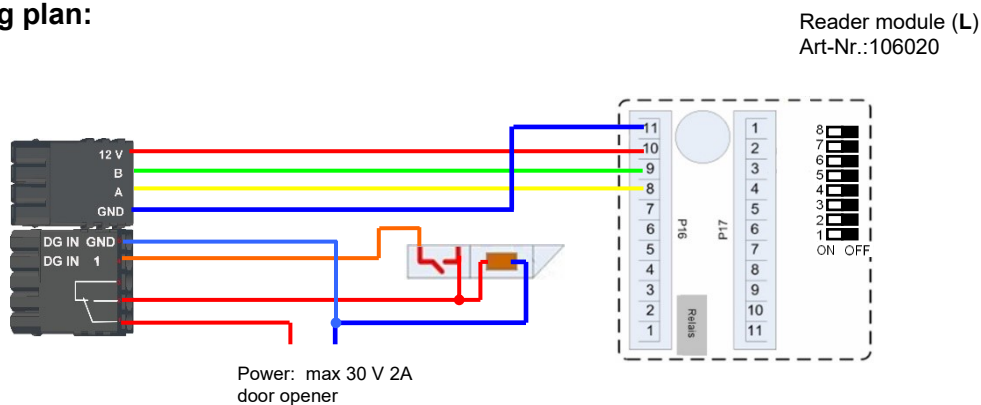 g plan:
Reader module (L)
Art-Nr.:106020
12 V
B
A
GND
DG IN GND
DG IN 1
11
10
9
8
7
6
5
4
3
2
1
P16
Relais
P17
1
2
3
4
5
6
7
8
9
10
11
8
7
6
5
4
3
2
1
ON OFF
Power: max 30 V 2A
door opener